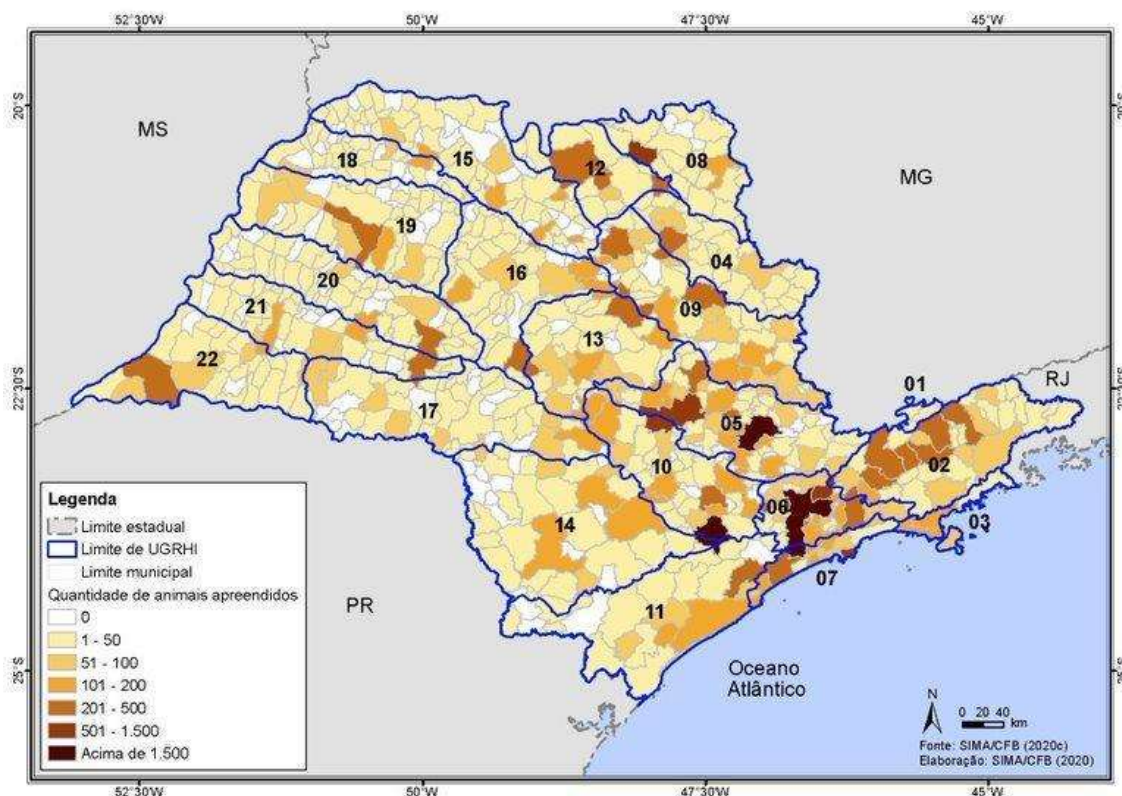 52°30'W 50°W 47°30'W 45°W
20°S
20°S
MS
MG
18
15
12
08
19
04
16
20
09
21
13
22
22°30'S
22°30'S
RJ
01
17
05
02
10
06
03
14
07
11
PR
25°S
25°S
Oceano
Atlântico
Legenda
Limite estadual
Limite de UGRHI
Limite municipal
Quantidade de animais apreendidos
0
1 - 50
51 - 100
101 - 200
201 - 500
501 - 1.500
Acima de 1.500
N
0 20 40
km
Fonte: SIMA/CFB (2020c)
Elaboração: SIMA/CFB (2020)
52°30'W 50°W 47°30'W 45°W